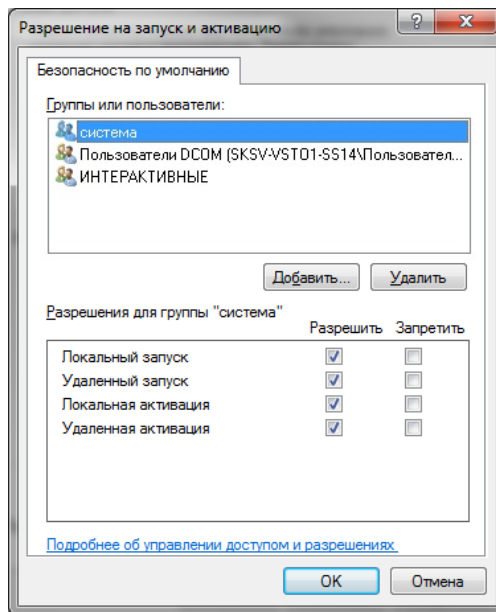 Разрешение на запуск и активацию
Безопасность по умолчанию
Группы или пользователи:
система
Пользователи DCOM (SKSV-VSTO1-SS14\Пользовател...
ИНТЕРАКТИВНЫЕ
Добавить... Удалить
Разрешения для группы "система" Разрешить Запретить
Локальный запуск
Удаленный запуск
Локальная активация
Удаленная активация
Подробнее об управлении доступом и разрешениях
OK Отмена